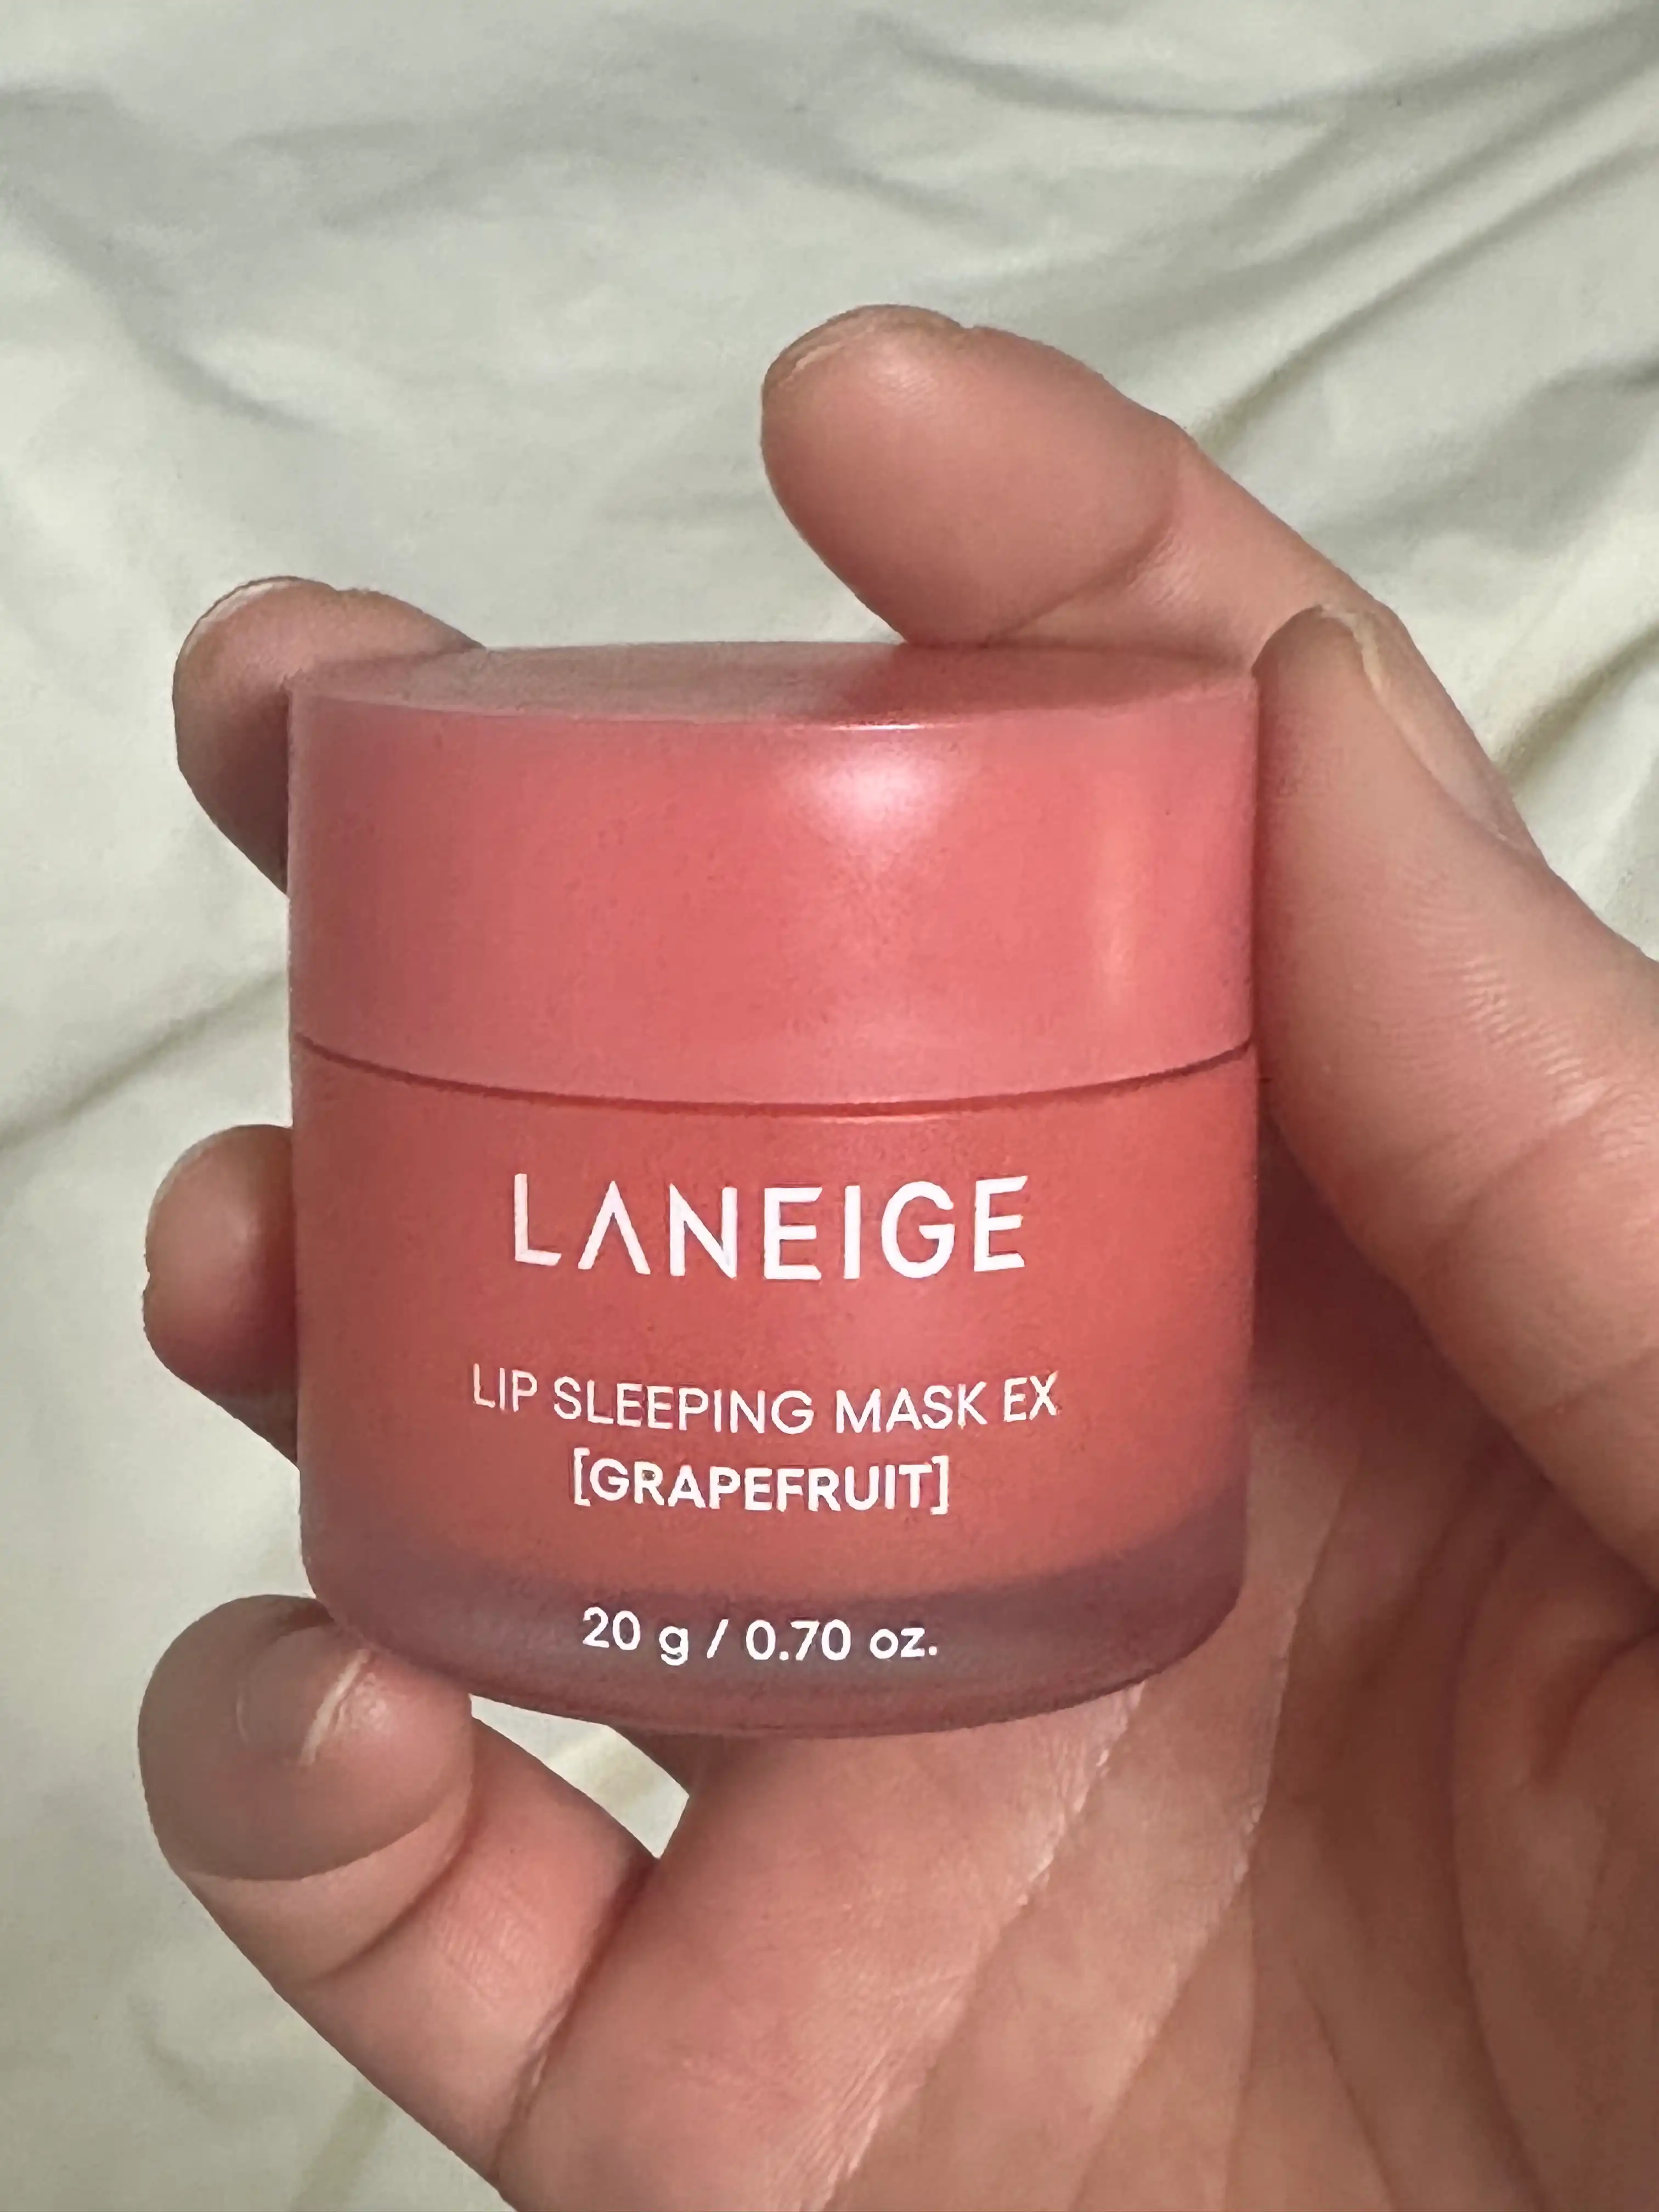 LANEIGE
LIP SLEEPING MASK EX
[GRAPEFRUIT]
20 g / 0.70 oz.